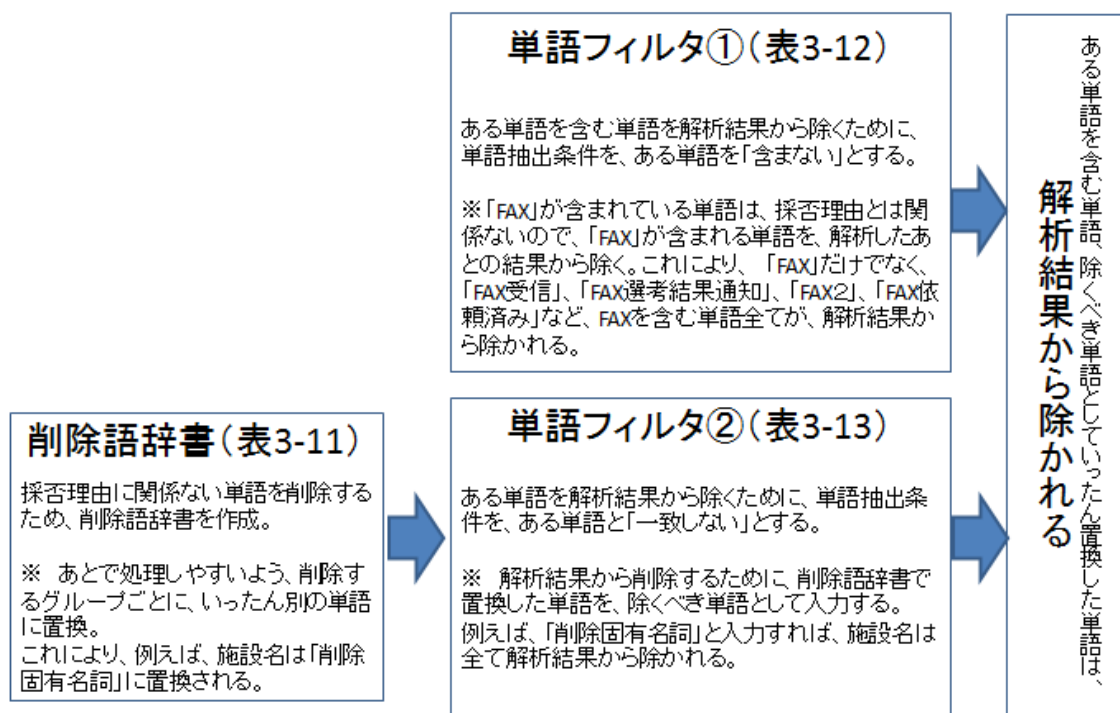 単語フィルタ①(表3-12)
ある単語を含む単語を解析結果から除くために、
単語抽出条件を、ある単語を「含まない」とする。
※「FAX」が含まれている単語は、採否理由とは関
係ないので、「FAX」が含まれる単語を、解析したあ
との結果から除く。これにより、 「FAX」だけでなく、
「FAX受信」、「FAX選考結果通知」、「FAX2」、「FAX依
頼済み」など、FAXを含む単語全てが、解析結果か
ら除かれる。
削除語辞書(表3-11)
採否理由に関係ない単語を削除する
ため、削除語辞書を作成。
※ あとで処理しやすいよう、削除す
るグループごとに、いったん別の単語
に置換。
これにより、例えば、施設名は「削除
固有名詞」に置換される。
単語フィルタ②(表3-13)
ある単語を解析結果から除くために、単語抽出条
件を、ある単語と「一致しない」とする。
※ 解析結果から削除するために、削除語辞書で
置換した単語を、除くべき単語として入力する。
例えば、「削除固有名詞」と入力すれば、施設名は
全て解析結果から除かれる。
ある単語を含む単語、除くべき単語としていったん置換した単語は、
解析結果から除かれる